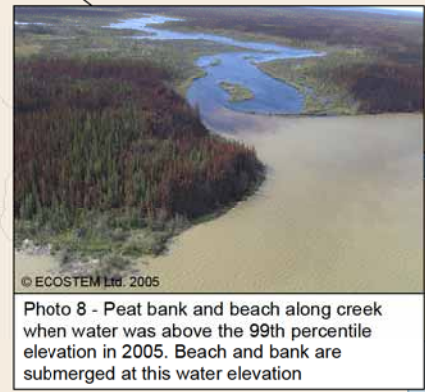 © ECOSTEM Ltd. 2005
Photo 8 - Peat bank and beach along creek
when water was above the 99th percentile
elevation in 2005. Beach and bank are
submerged at this water elevation